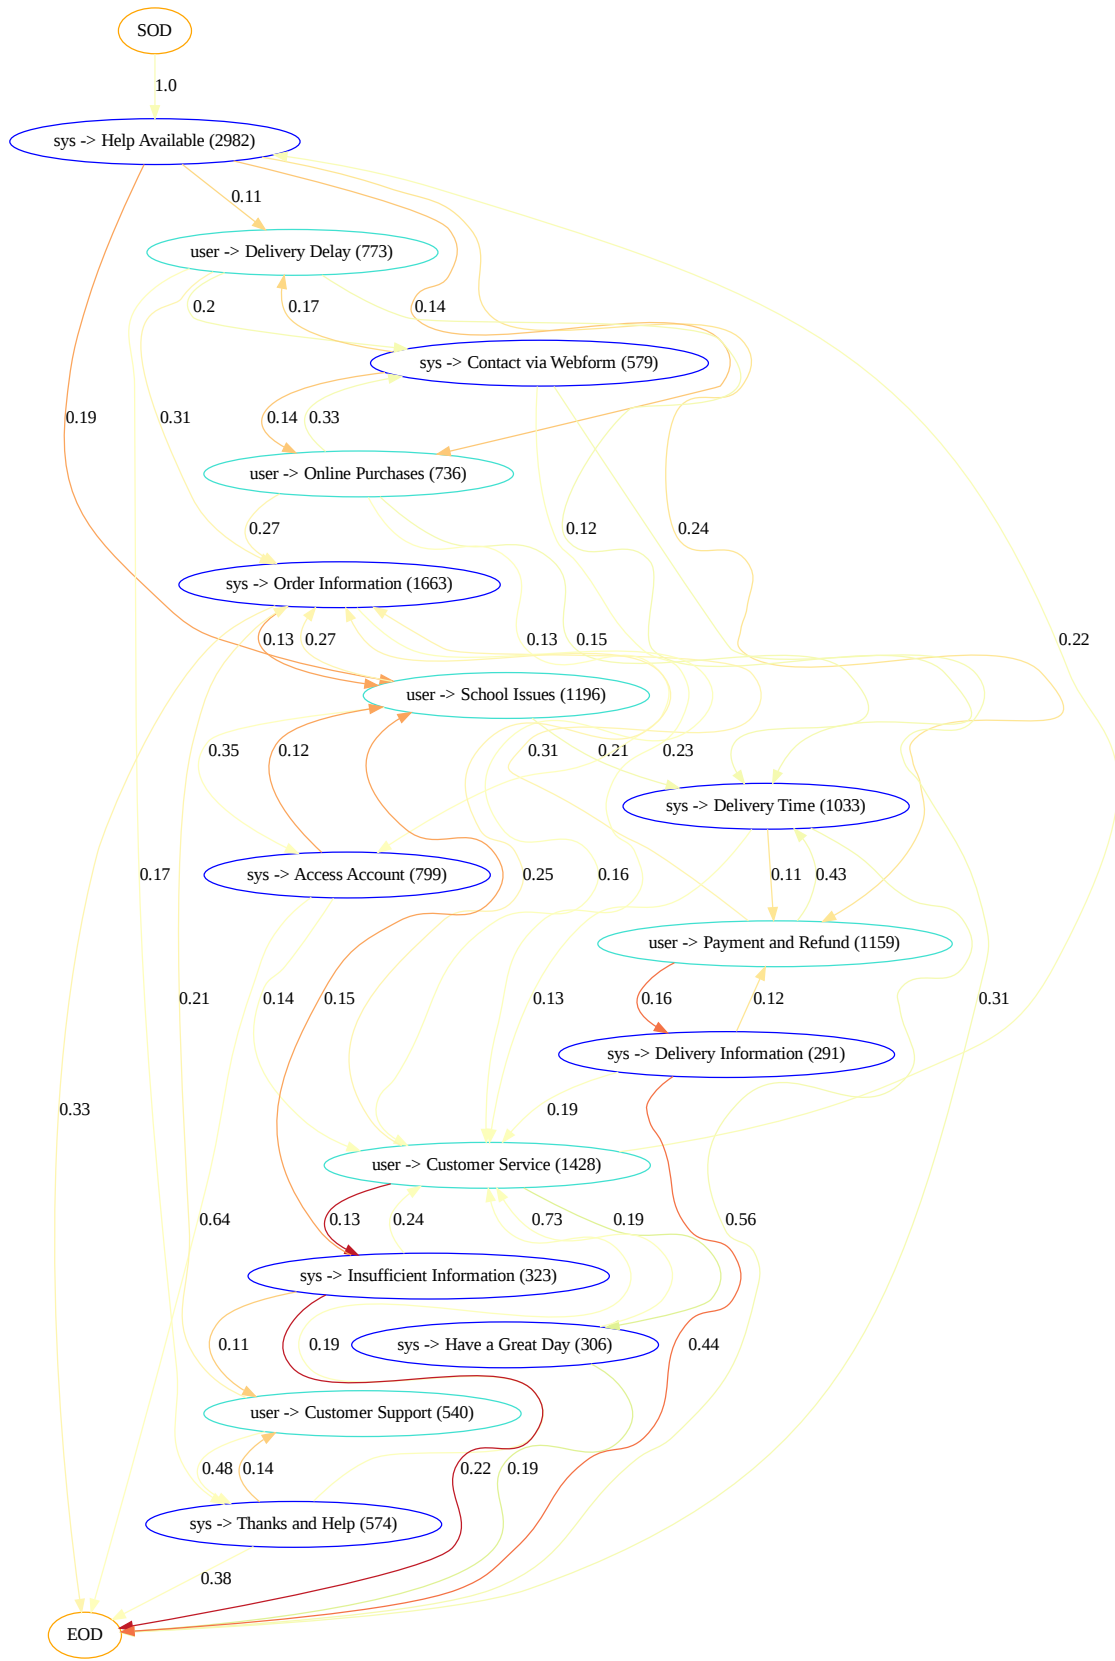 SOD
1.0
sys -> Help Available (2982)
0.11
user -> Delivery Delay (773)
0.2
0.17
0.14
sys -> Contact via Webform (579)
0.19
0.31
0.14
0.33
user -> Online Purchases (736)
0.27
0.12
0.24
sys -> Order Information (1663)
0.13
0.27
0.13
0.15
0.22
user -> School Issues (1196)
0.35
0.12
0.31
0.21
0.23
sys -> Delivery Time (1033)
sys -> Access Account (799)
0.17
0.25
0.16
0.11
0.43
user -> Payment and Refund (1159)
0.21
0.14
0.15
0.13
0.16
0.12
0.31
sys -> Delivery Information (291)
0.33
0.19
user -> Customer Service (1428)
0.64
0.13
0.24
0.73
0.19
0.56
sys -> Insufficient Information (323)
0.11
0.19
sys -> Have a Great Day (306)
0.44
user -> Customer Support (540)
0.48
0.14
0.22
0.19
sys -> Thanks and Help (574)
0.38
EOD